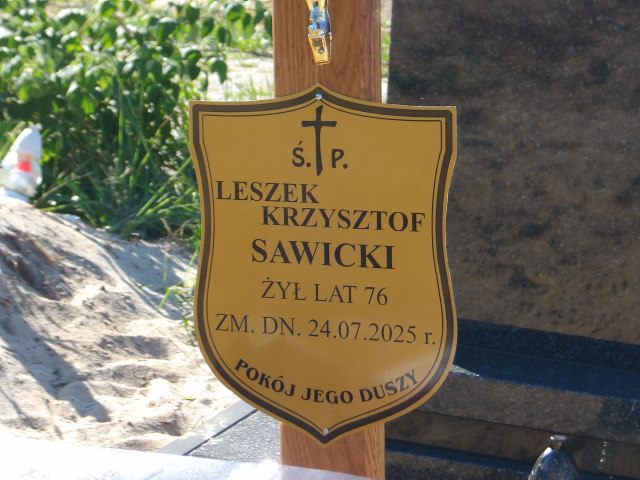 Ś. P.
LESZEK
KRZYSZTOF
SAWICKI
ŻYŁ LAT 76
ZM. DN. 24.07.2025 r.
POKÓJ JEGO DUSZY